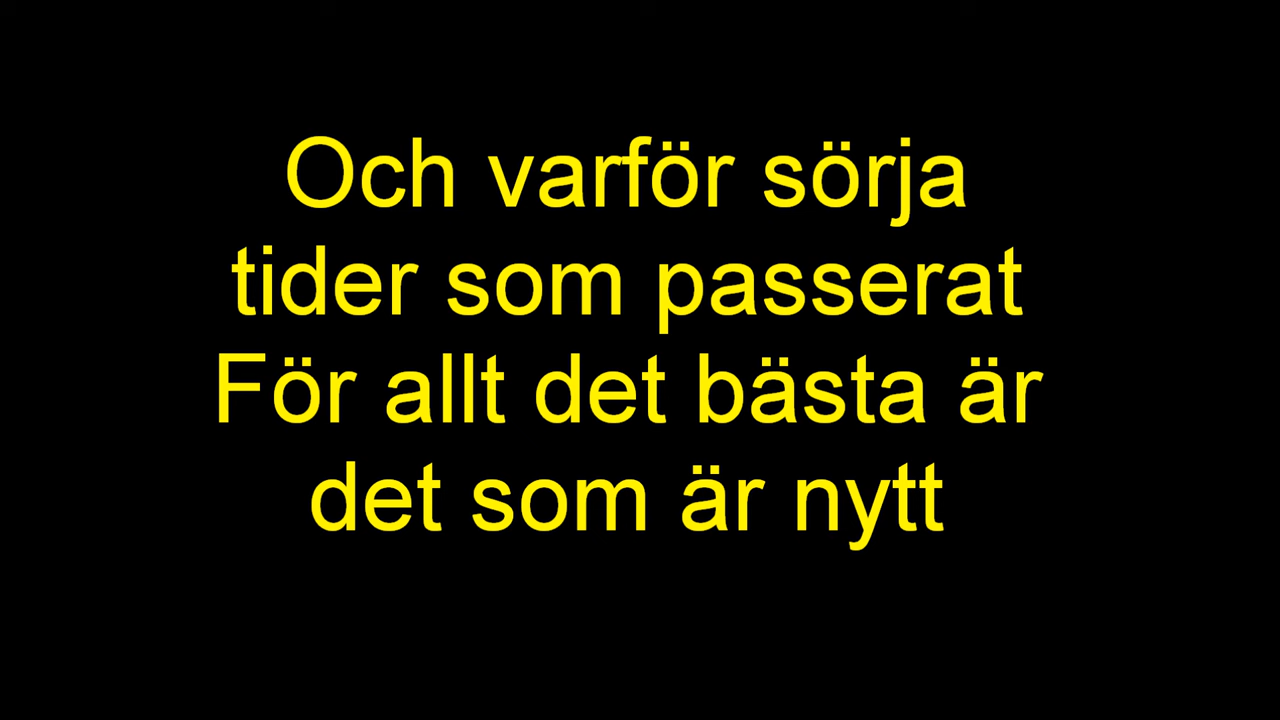 Och varför sörja
tider som passerat
För allt det bästa är
det som är nytt